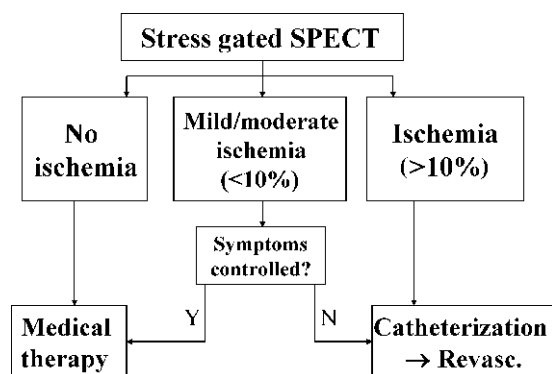 Stress gated SPECT
No
ischemia
Mild/moderate
ischemia
(<10%)
Ischemia
(>10%)
Symptoms
controlled?
Y
N
Medical
therapy
Catheterization
→ Revasc.